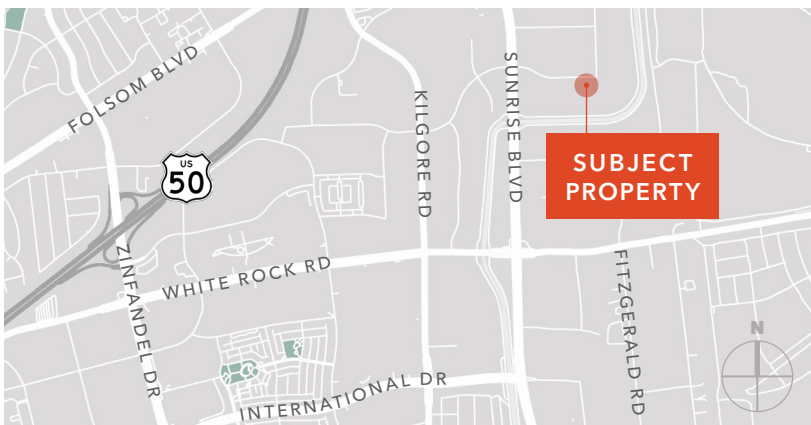 FOLSOM BLVD
US
50
ZINFANDEL DR
WHITE ROCK RD
KILGORE RD
SUNRISE BLVD
SUBJECT
PROPERTY
FITZGERALD RD
INTERNATIONAL DR
N